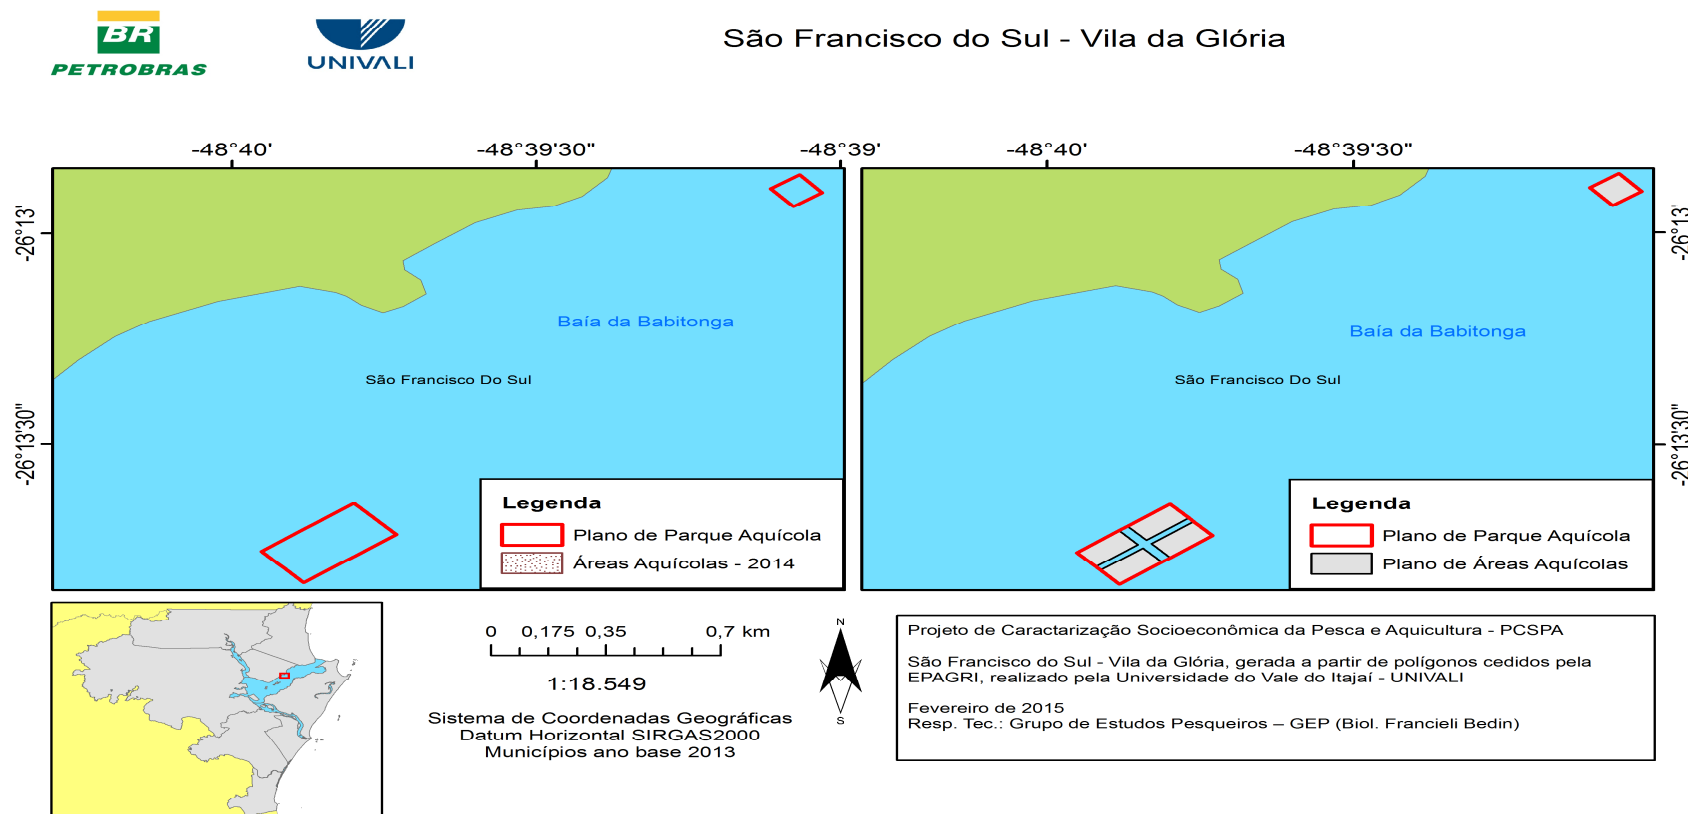 BR
PETROBRAS
UNIVALI
São Francisco do Sul - Vila da Glória
-48°40'
-48°39'30"
-48°39'
-48°40'
-48°39'30"
-26°13'
-26°13'30"
Baía da Babitonga
São Francisco Do Sul
Legenda
Plano de Parque Aquícola
Áreas Aquícolas - 2014
Baía da Babitonga
São Francisco Do Sul
Legenda
Plano de Parque Aquícola
Plano de Áreas Aquícolas
-26°13'
-26°13'30"
0 0,175 0,35 0,7 km
1:18.549
Sistema de Coordenadas Geográficas
Datum Horizontal SIRGAS2000
Municípios ano base 2013
N
S
Projeto de Caractarização Socioeconômica da Pesca e Aquicultura - PCSPA
São Francisco do Sul - Vila da Glória, gerada a partir de polígonos cedidos pela
EPAGRI, realizado pela Universidade do Vale do Itajaí - UNIVALI
Fevereiro de 2015
Resp. Tec.: Grupo de Estudos Pesqueiros – GEP (Biol. Francieli Bedin)